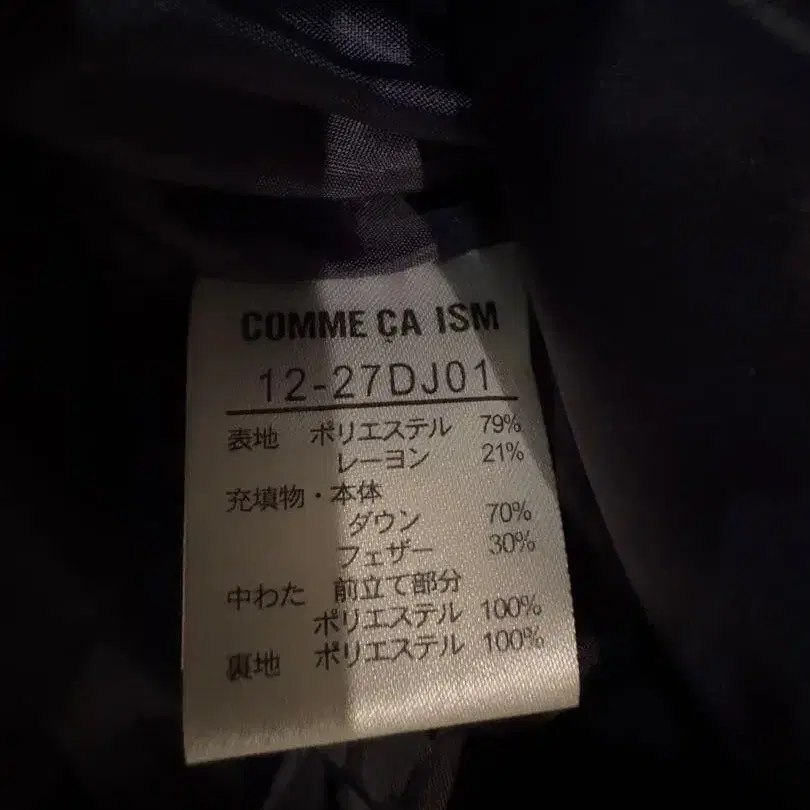 COMME ÇA ISM
12-27DJ01
表地 ポリエステル 79%
レーヨン 21%
充填物・本体
ダウン 70%
フェザー 30%
中わた 前立て部分
ポリエステル 100%
裏地 ポリエステル 100%